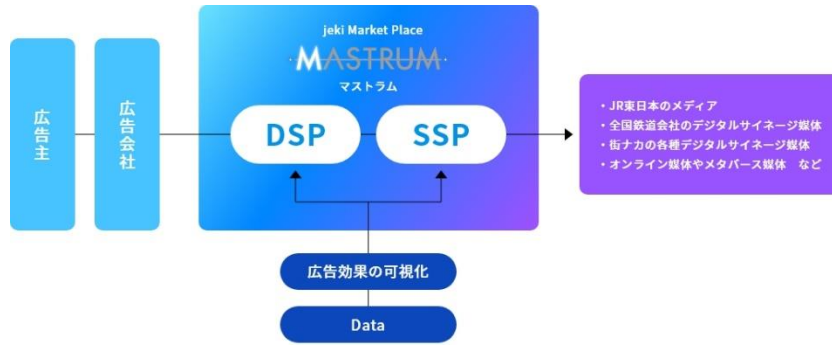 広告主
広告会社
jeki Market Place
MASTRUM
マストラム
DSP
SSP
・JR東日本のメディア
・全国鉄道会社のデジタルサイネージ媒体
・街ナカの各種デジタルサイネージ媒体
・オンライン媒体やメタバース媒体 など
広告効果の可視化
Data